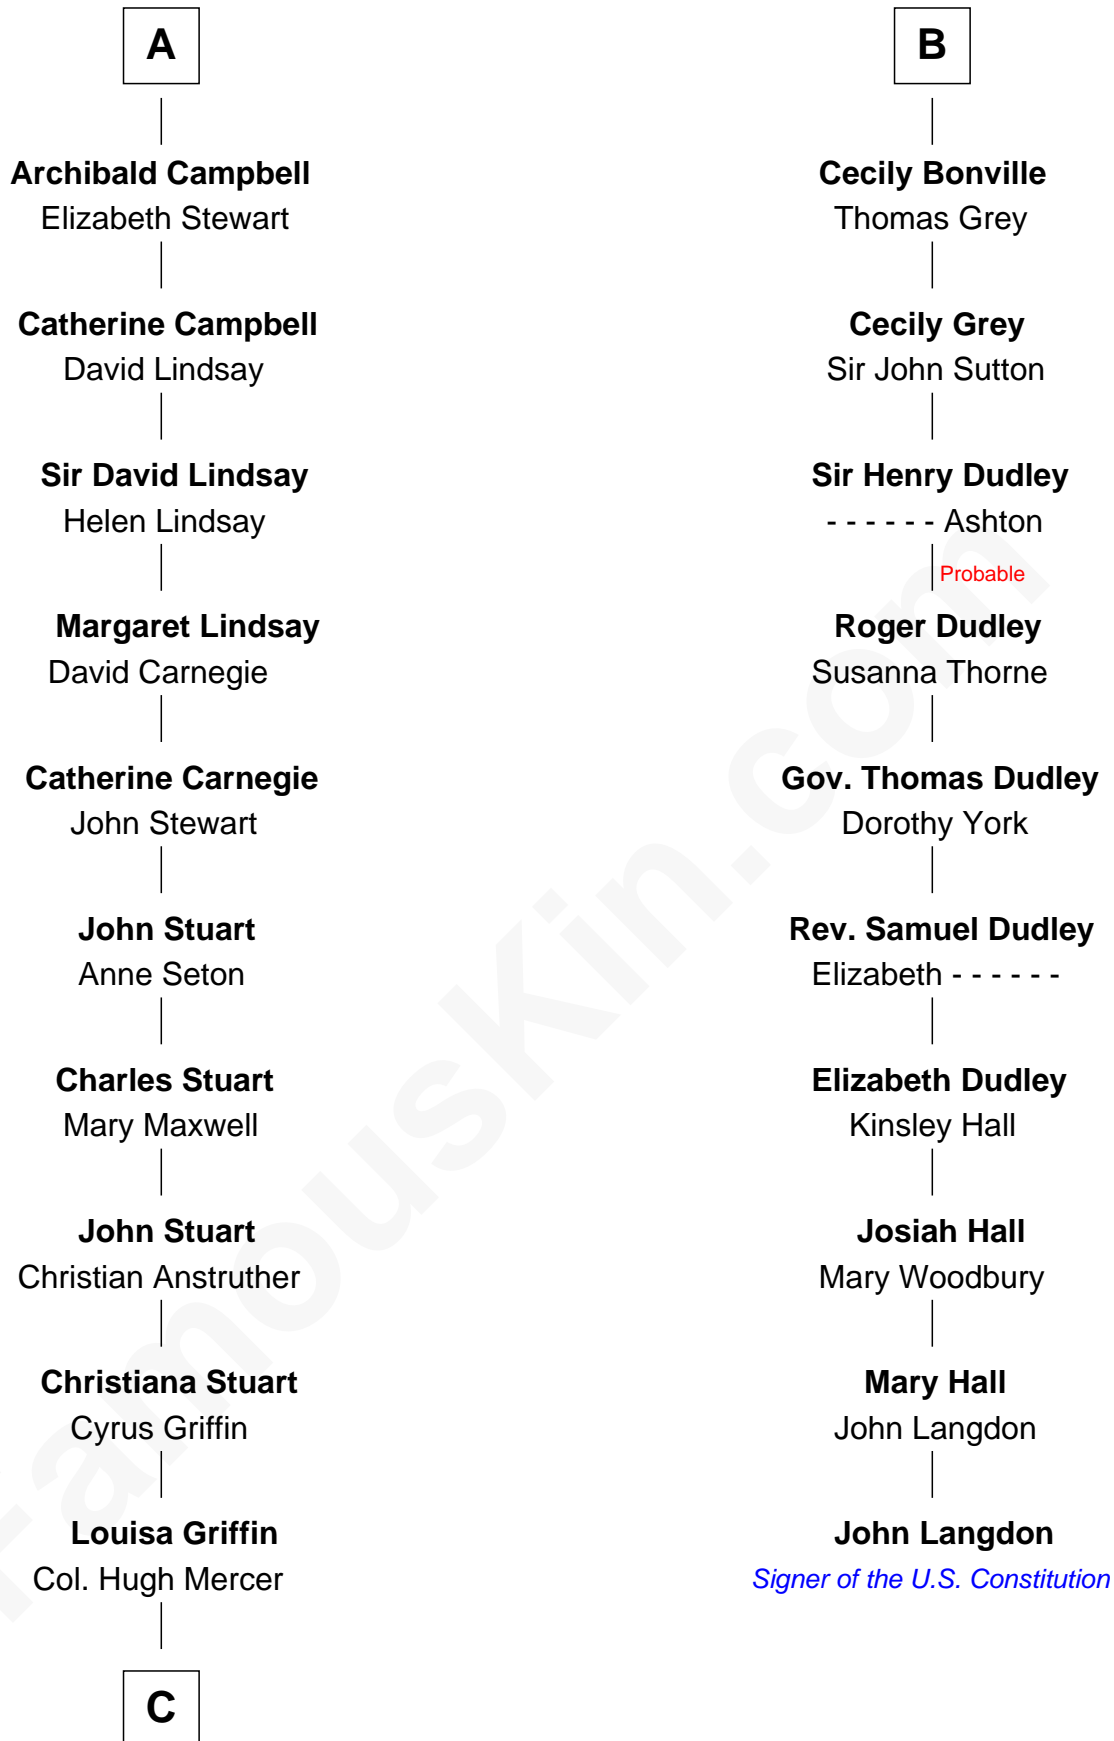 A
Archibald Campbell
Elizabeth Stewart
Catherine Campbell
David Lindsay
Sir David Lindsay
Helen Lindsay
Margaret Lindsay
David Carnegie
Catherine Carnegie
John Stewart
John Stuart
Anne Seton
Charles Stuart
Mary Maxwell
John Stuart
Christian Anstruther
Christiana Stuart
Cyrus Griffin
Louisa Griffin
Col. Hugh Mercer
C
B
Cecily Bonville
Thomas Grey
Cecily Grey
Sir John Sutton
Sir Henry Dudley
- - - - - - Ashton
Probable
Roger Dudley
Susanna Thorne
Gov. Thomas Dudley
Dorothy York
Rev. Samuel Dudley
Elizabeth - - - - - -
Elizabeth Dudley
Kinsley Hall
Josiah Hall
Mary Woodbury
Mary Hall
John Langdon
John Langdon
Signer of the U.S. Constitution
FamousKin.com